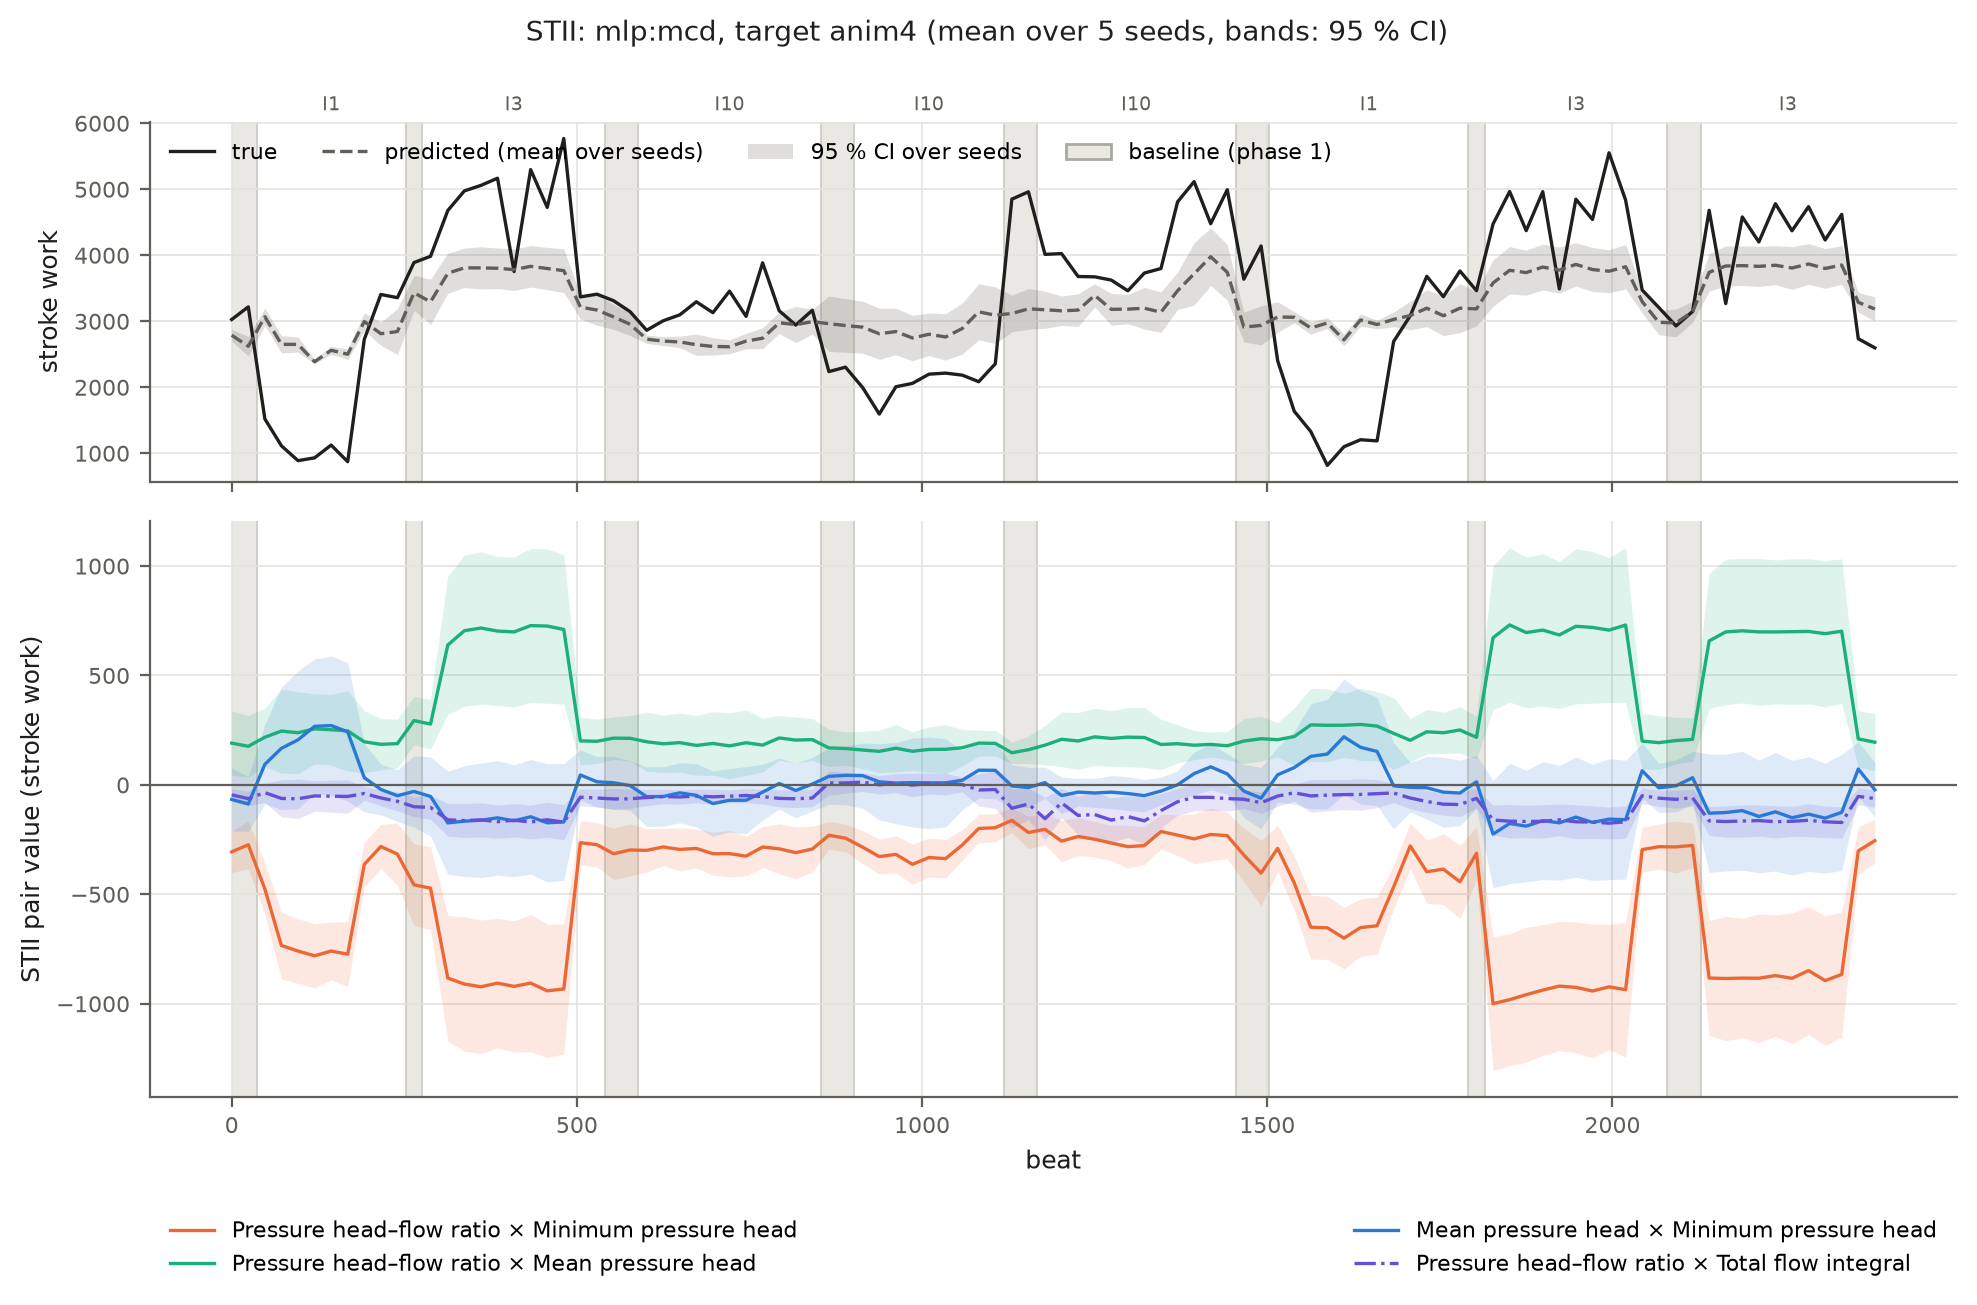 STII: mlp:mcd, target anim4 (mean over 5 seeds, bands: 95 % CI)
I1 I3 I10 I10 I10 I1 I3 I3
true predicted (mean over seeds) 95 % CI over seeds baseline (phase 1)
6000
5000
4000
3000
2000
1000
stroke work
1000
500
0
−500
−1000
STII pair value (stroke work)
0 500 1000 1500 2000
beat
Pressure head–flow ratio × Minimum pressure head
Pressure head–flow ratio × Mean pressure head
Mean pressure head × Minimum pressure head
Pressure head–flow ratio × Total flow integral